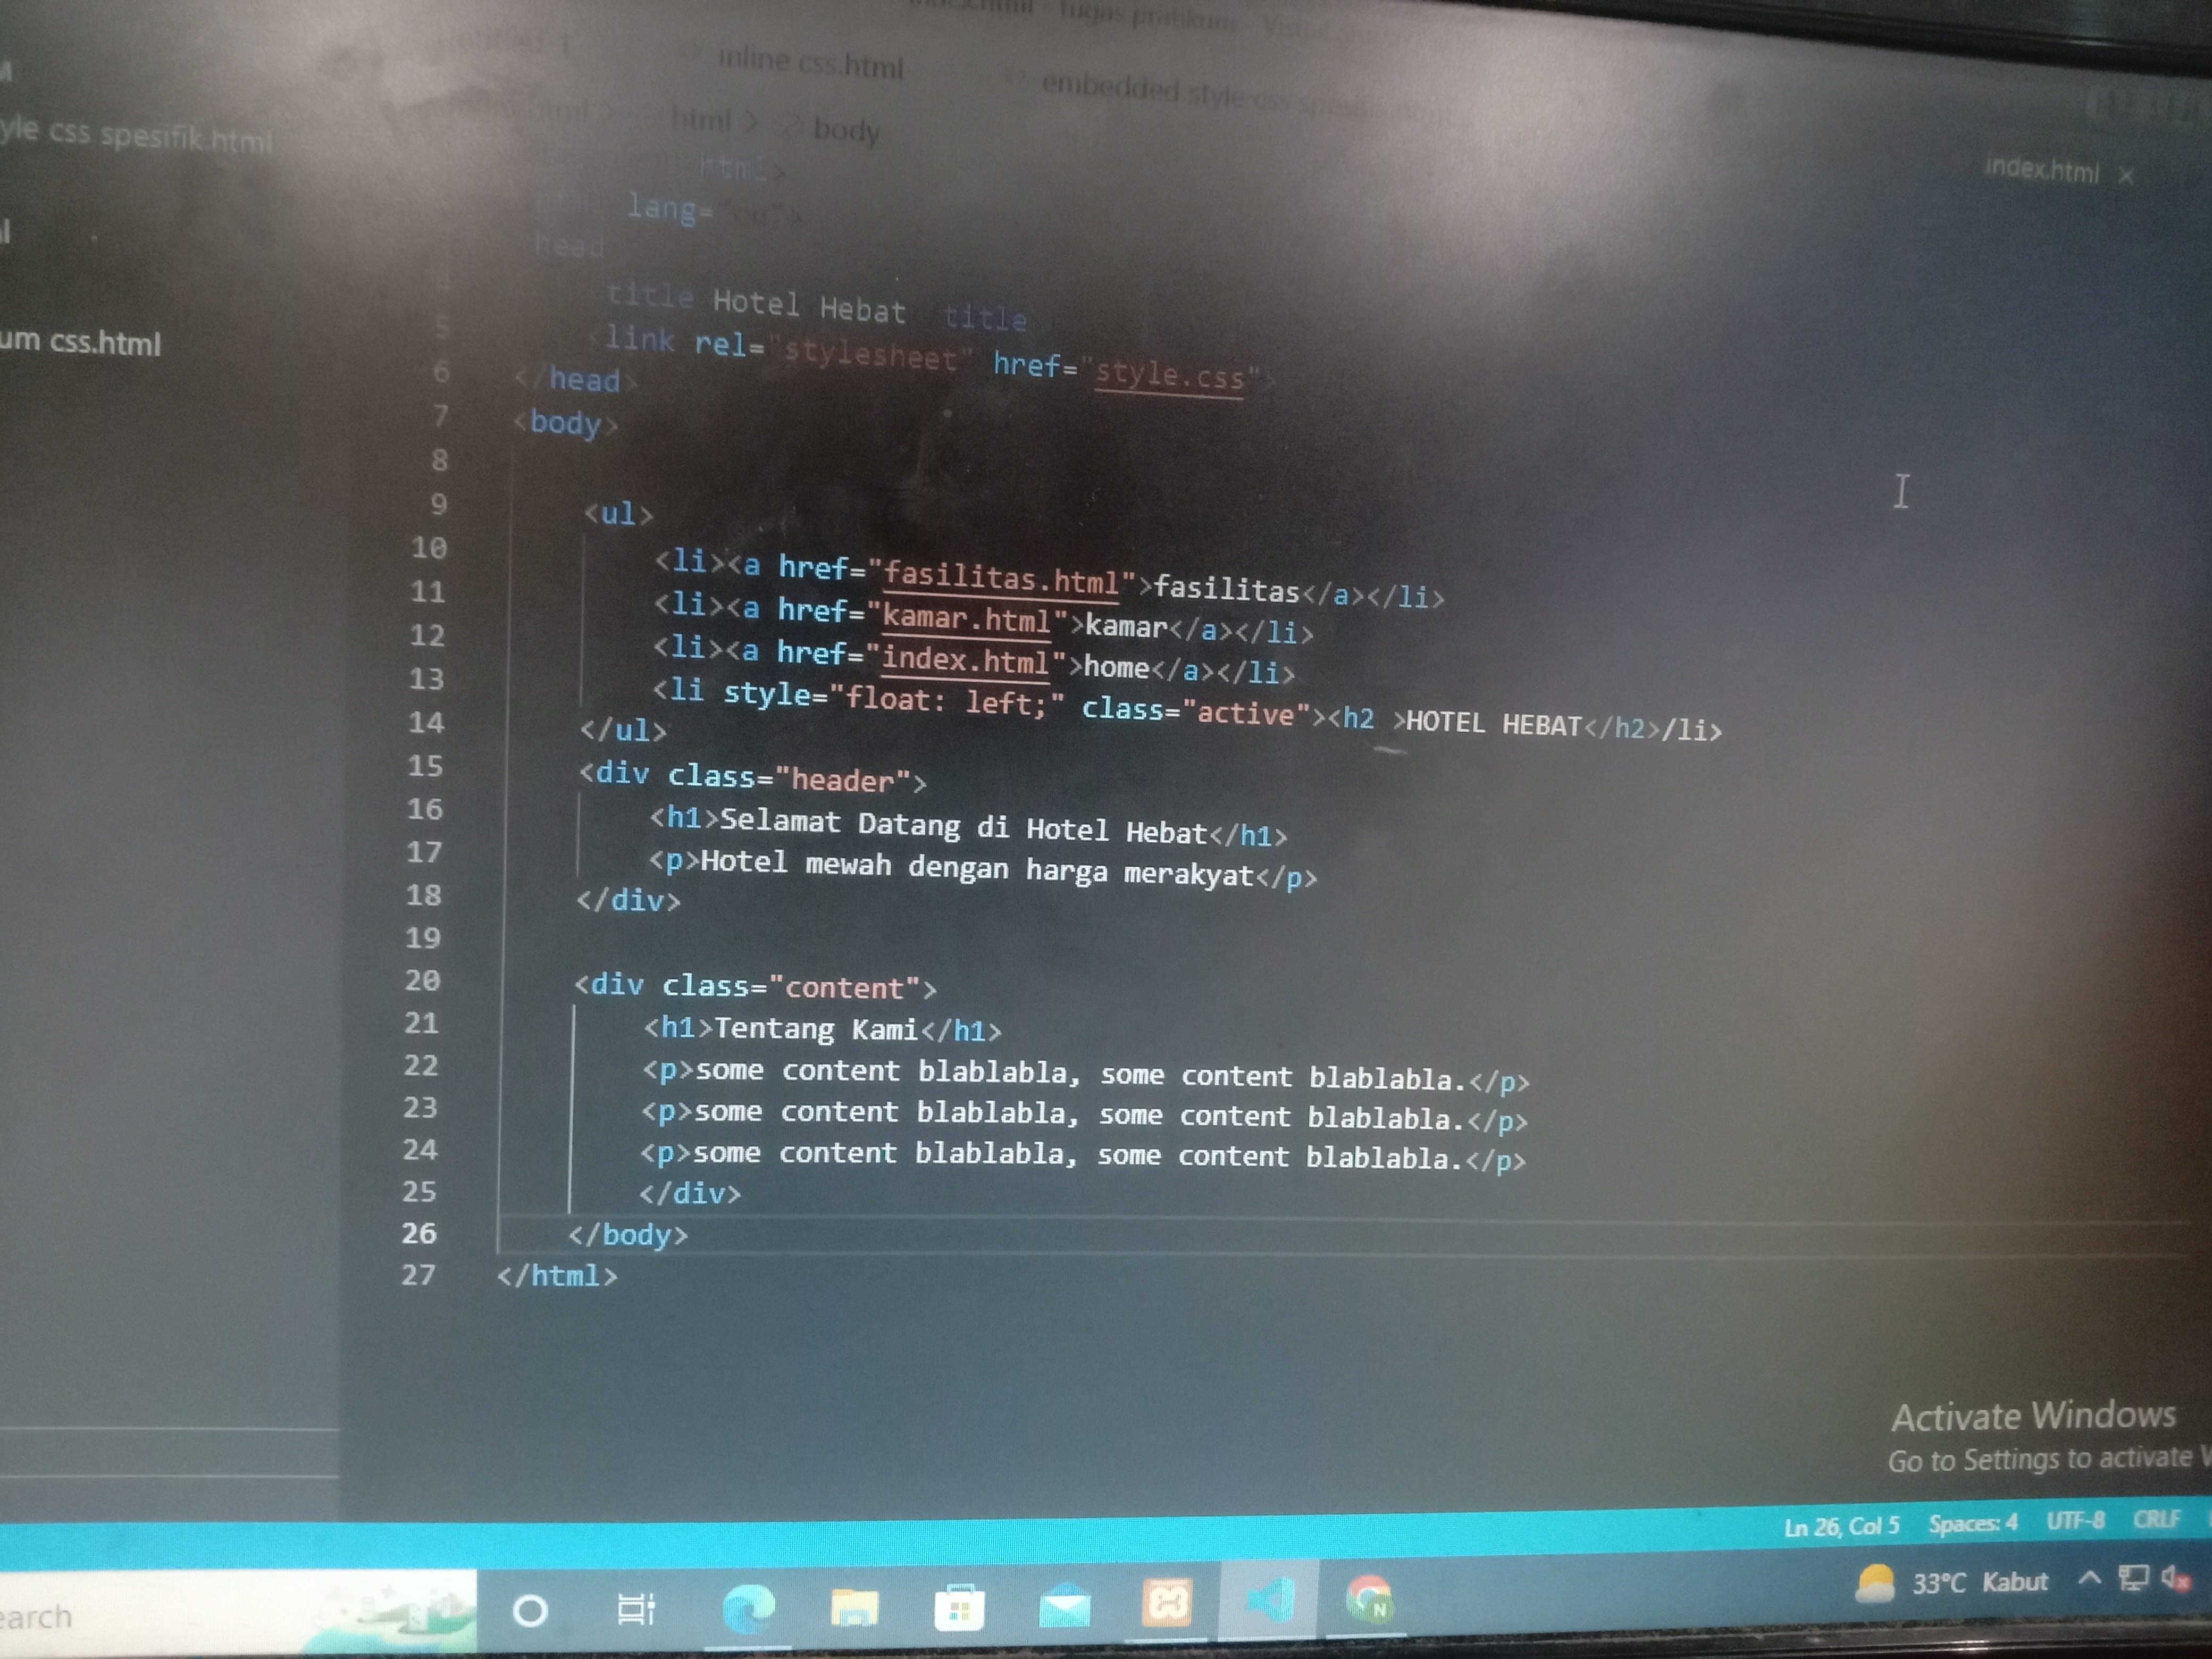 index.html - Tugas pratikum - Visual
inline css.html
embedded style css spesifik.html
index.html ×
yle css spesifik.html
um css.html
html > body
html>
lang="en">
head
title Hotel Hebat title
5 <link rel="stylesheet" href="style.css">
6 </head>
7 <body>
8
9 <ul>
10 <li><a href="fasilitas.html">fasilitas</a></li>
11 <li><a href="kamar.html">kamar</a></li>
12 <li><a href="index.html">home</a></li>
13 <li style="float: left;" class="active"><h2 >HOTEL HEBAT</h2>/li>
14 </ul>
15 <div class="header">
16 <h1>Selamat Datang di Hotel Hebat</h1>
17 <p>Hotel mewah dengan harga merakyat</p>
18 </div>
19
20 <div class="content">
21 <h1>Tentang Kami</h1>
22 <p>some content blablabla, some content blablabla.</p>
23 <p>some content blablabla, some content blablabla.</p>
24 <p>some content blablabla, some content blablabla.</p>
25 </div>
26 </body>
27 </html>
Activate Windows
Go to Settings to activate W
Ln 26, Col 5 Spaces: 4 UTF-8 CRLF
earch
N
33°C Kabut